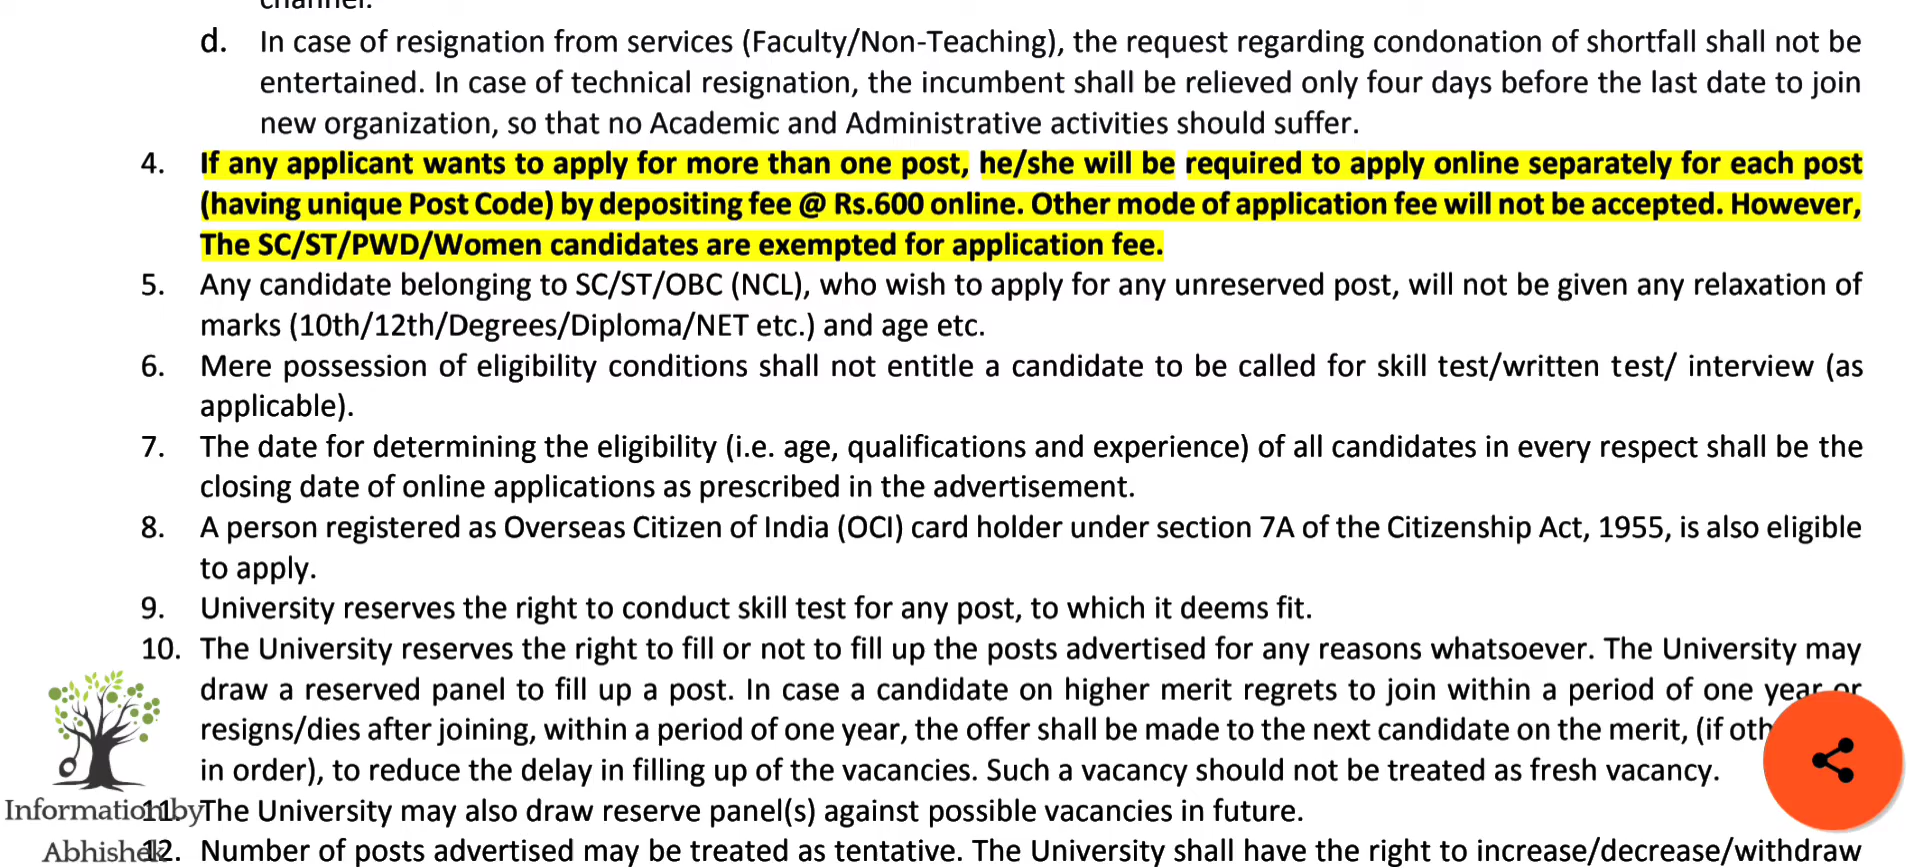 channel.
d. In case of resignation from services (Faculty/Non-Teaching), the request regarding condonation of shortfall shall not be
entertained. In case of technical resignation, the incumbent shall be relieved only four days before the last date to join
new organization, so that no Academic and Administrative activities should suffer.
4. If any applicant wants to apply for more than one post, he/she will be required to apply online separately for each post
(having unique Post Code) by depositing fee @ Rs.600 online. Other mode of application fee will not be accepted. However,
The SC/ST/PWD/Women candidates are exempted for application fee.
5. Any candidate belonging to SC/ST/OBC (NCL), who wish to apply for any unreserved post, will not be given any relaxation of
marks (10th/12th/Degrees/Diploma/NET etc.) and age etc.
6. Mere possession of eligibility conditions shall not entitle a candidate to be called for skill test/written test/ interview (as
applicable).
7. The date for determining the eligibility (i.e. age, qualifications and experience) of all candidates in every respect shall be the
closing date of online applications as prescribed in the advertisement.
8. A person registered as Overseas Citizen of India (OCI) card holder under section 7A of the Citizenship Act, 1955, is also eligible
to apply.
9. University reserves the right to conduct skill test for any post, to which it deems fit.
10. The University reserves the right to fill or not to fill up the posts advertised for any reasons whatsoever. The University may
draw a reserved panel to fill up a post. In case a candidate on higher merit regrets to join within a period of one year or
resigns/dies after joining, within a period of one year, the offer shall be made to the next candidate on the merit, (if
in order), to reduce the delay in filling up of the vacancies. Such a vacancy should not be treated as fresh vacancy.
11. The University may also draw reserve panel(s) against possible vacancies in future.
12. Number of posts advertised may be treated as tentative. The University shall have the right to increase/decrease/withdraw
Information by
Abhishek